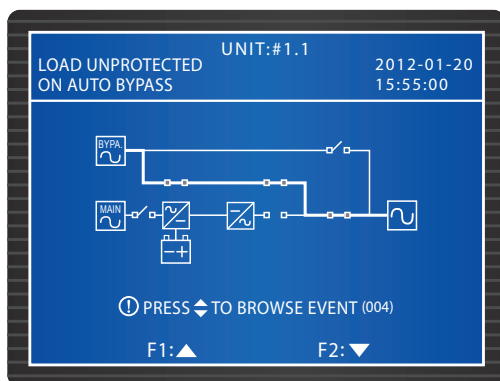 UNIT:#1.1
LOAD UNPROTECTED
ON AUTO BYPASS
2012-01-20
15:55:00
BYPA.
MAIN
PRESS TO BROWSE EVENT (004)
F1: F2: